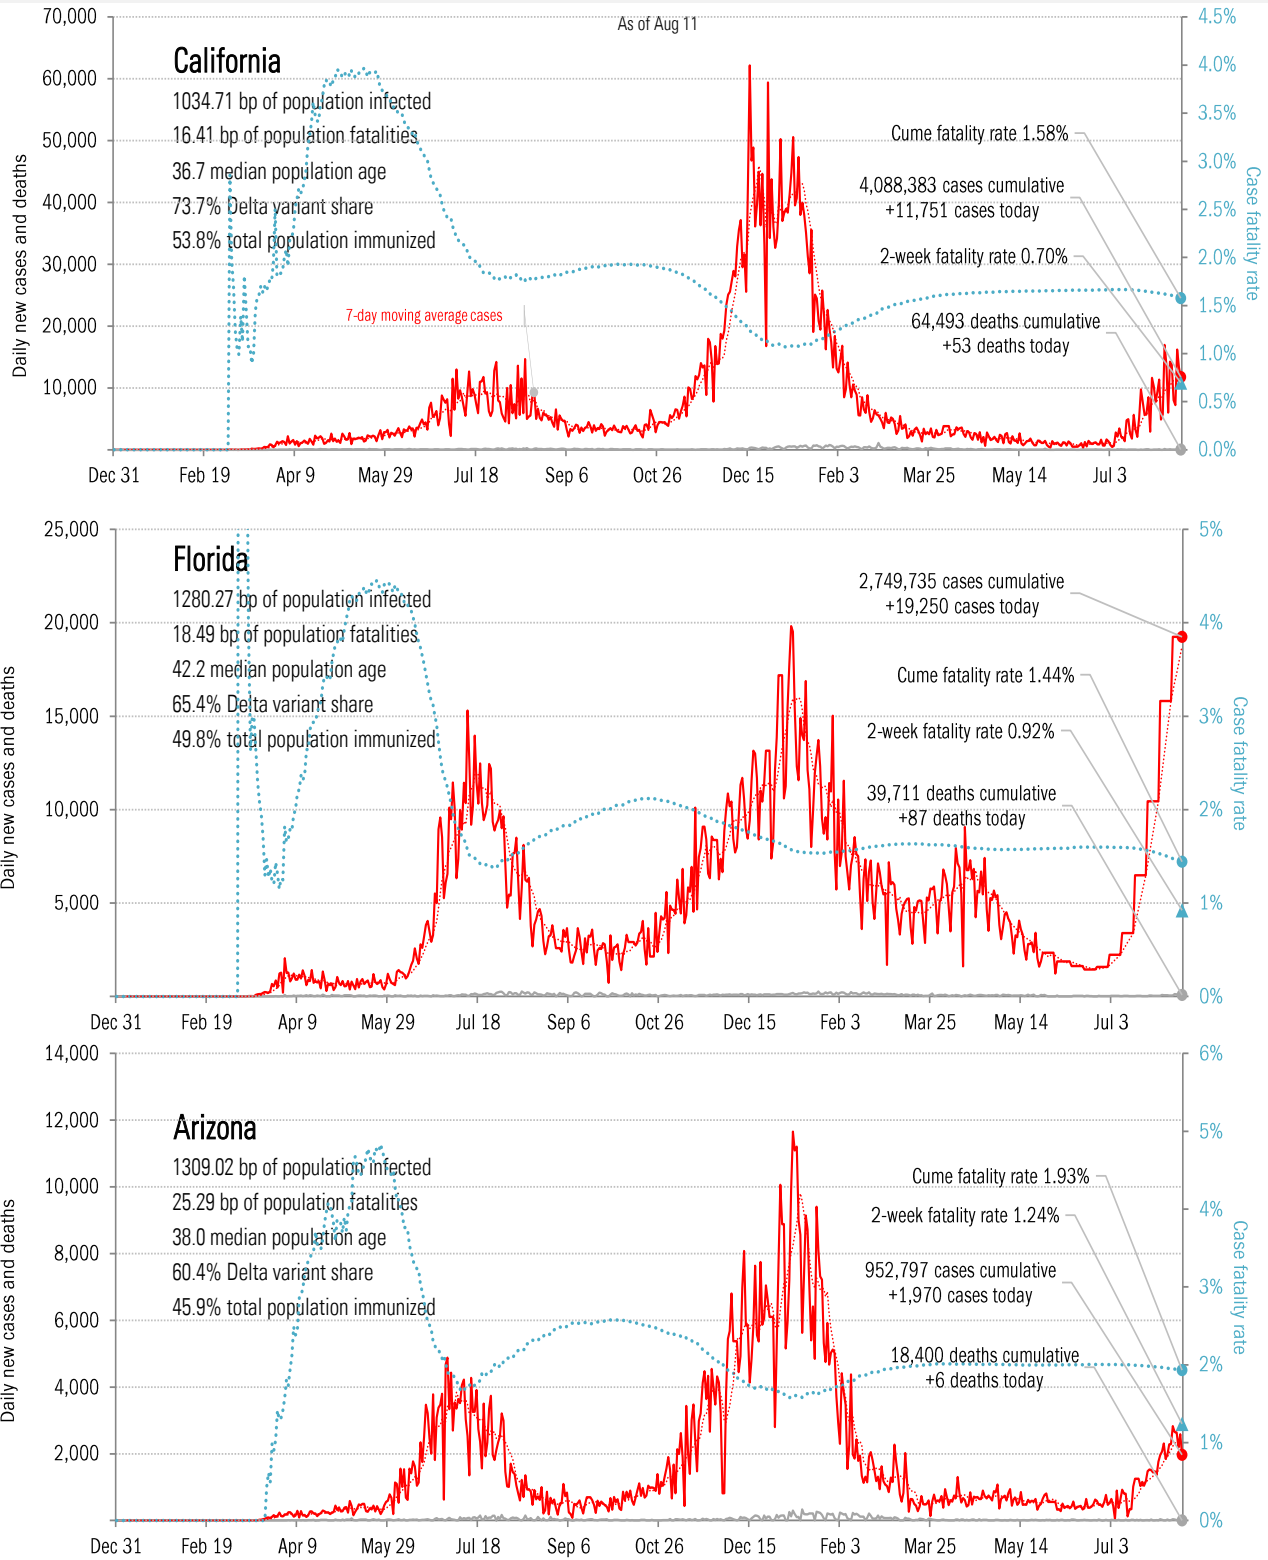 As of Aug 11
70,000
60,000
50,000
40,000
30,000
20,000
10,000
Daily new cases and deaths
California
1034.71 bp of population infected
16.41 bp of population fatalities
36.7 median population age
73.7% Delta variant share
53.8% total population immunized
7-day moving average cases
Cume fatality rate 1.58%
4,088,383 cases cumulative
+11,751 cases today
2-week fatality rate 0.70%
64,493 deaths cumulative
+53 deaths today
4.5%
4.0%
3.5%
3.0%
2.5%
2.0%
1.5%
1.0%
0.5%
0.0%
Case fatality rate
Dec 31 Feb 19 Apr 9 May 29 Jul 18 Sep 6 Oct 26 Dec 15 Feb 3 Mar 25 May 14 Jul 3
25,000
20,000
15,000
10,000
5,000
Daily new cases and deaths
Florida
1280.27 bp of population infected
18.49 bp of population fatalities
42.2 median population age
65.4% Delta variant share
49.8% total population immunized
2,749,735 cases cumulative
+19,250 cases today
Cume fatality rate 1.44%
2-week fatality rate 0.92%
39,711 deaths cumulative
+87 deaths today
5%
4%
3%
2%
1%
0%
Case fatality rate
Dec 31 Feb 19 Apr 9 May 29 Jul 18 Sep 6 Oct 26 Dec 15 Feb 3 Mar 25 May 14 Jul 3
14,000
12,000
10,000
8,000
6,000
4,000
2,000
Daily new cases and deaths
Arizona
1309.02 bp of population infected
25.29 bp of population fatalities
38.0 median population age
60.4% Delta variant share
45.9% total population immunized
Cume fatality rate 1.93%
2-week fatality rate 1.24%
952,797 cases cumulative
+1,970 cases today
18,400 deaths cumulative
+6 deaths today
6%
5%
4%
3%
2%
1%
0%
Case fatality rate
Dec 31 Feb 19 Apr 9 May 29 Jul 18 Sep 6 Oct 26 Dec 15 Feb 3 Mar 25 May 14 Jul 3